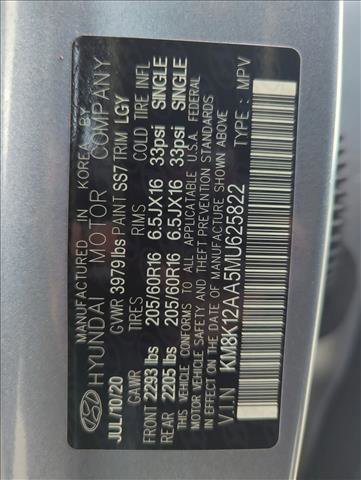 MANUFACTURED IN KOREA BY
HYUNDAI MOTOR COMPANY
JUL/10/20 GVWR 3979 lbs PAINT SS7 TRIM LGY
GAWR TIRES RIMS COLD TIRE INFL
FRONT 2293 lbs 205/60R16 6.5JX16 33psi SINGLE
REAR 2205 lbs 205/60R16 6.5JX16 33psi SINGLE
THIS VEHICLE CONFORMS TO ALL APPLICABLE U.S.A. FEDERAL
MOTOR VEHICLE SAFETY AND THEFT PREVENTION STANDARDS
IN EFFECT ON THE DATE OF MANUFACTURE SHOWN ABOVE.
V.I.N : KM8K12AA5MU625822 TYPE : MPV